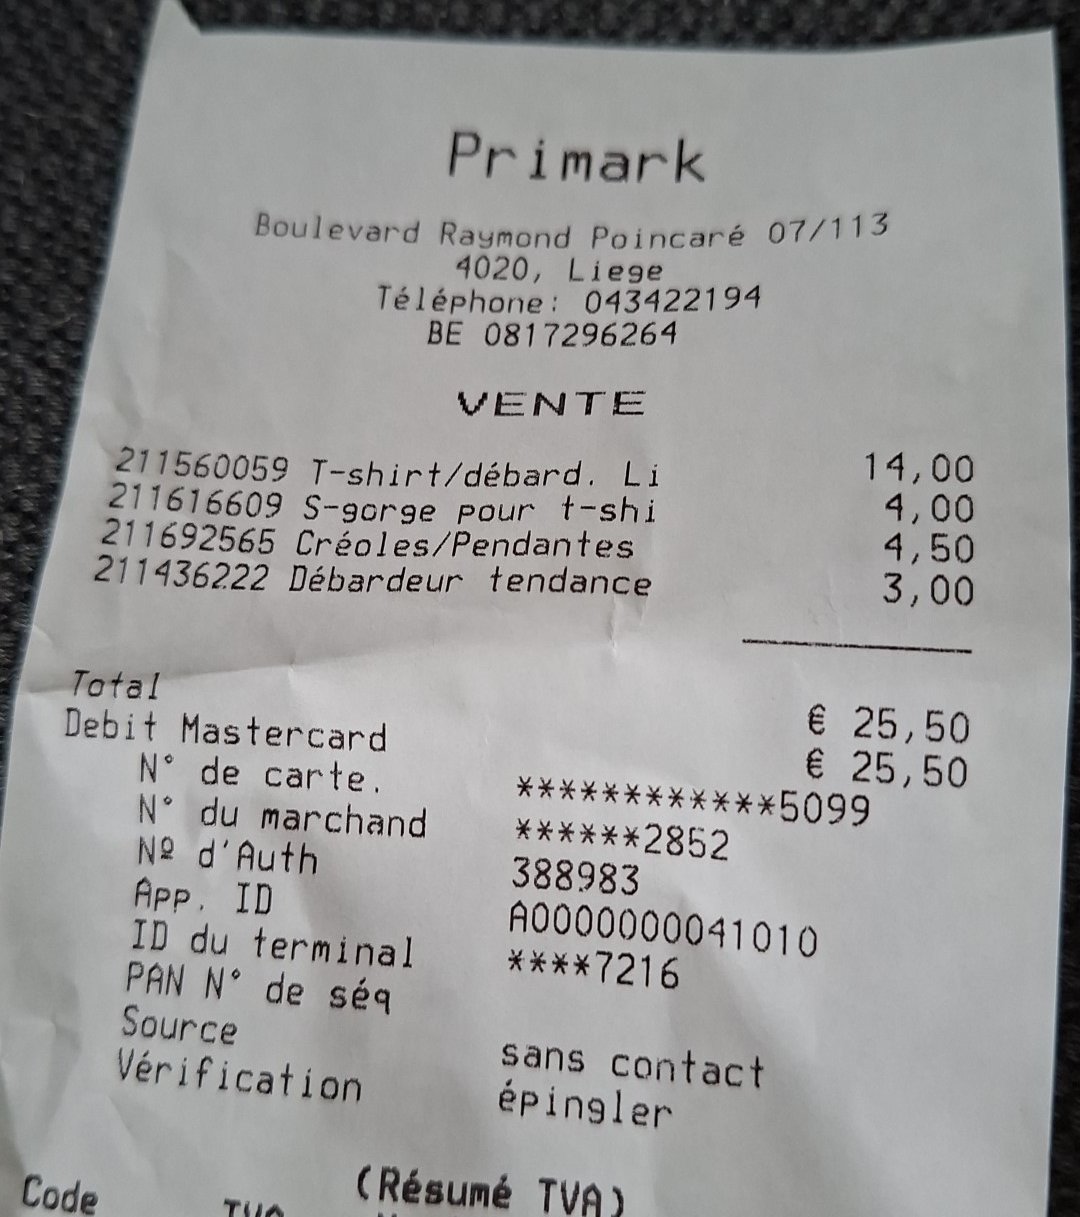 Primark
Boulevard Raymond Poincaré 07/113
4020, Liege
Téléphone: 043422194
BE 0817296264
VENTE
211560059 T-shirt/débard. Li 14,00
211616609 S-gorge pour t-shi 4,00
211692565 Créoles/Pendantes 4,50
211436222 Débardeur tendance 3,00
Total € 25,50
Debit Mastercard € 25,50
N° de carte. ************5099
N° du marchand ******2852
Nº d'Auth 388983
App. ID A0000000041010
ID du terminal ****7216
PAN N° de séq
Source sans contact
Vérification épingler
(Résumé TVA)
Code TVA